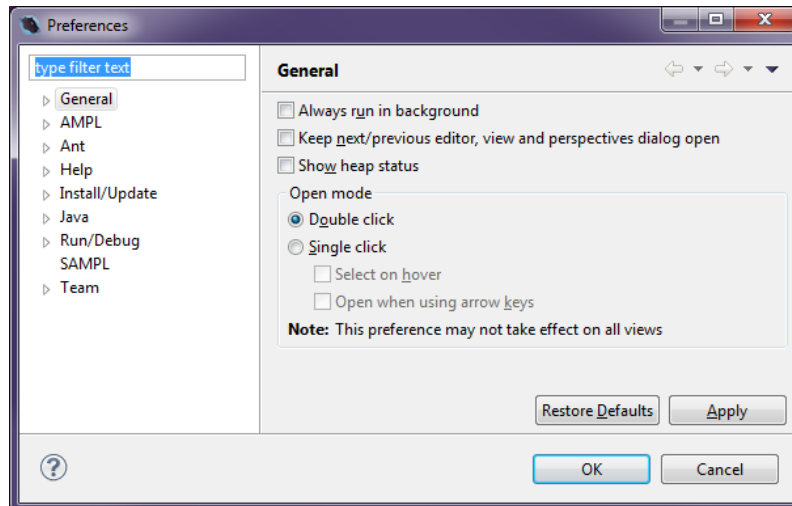 Preferences
type filter text
General
AMPL
Ant
Help
Install/Update
Java
Run/Debug
SAMPL
Team
General
Always run in background
Keep next/previous editor, view and perspectives dialog open
Show heap status
Open mode
Double click
Single click
Select on hover
Open when using arrow keys
Note: This preference may not take effect on all views
Restore Defaults
Apply
?
OK
Cancel